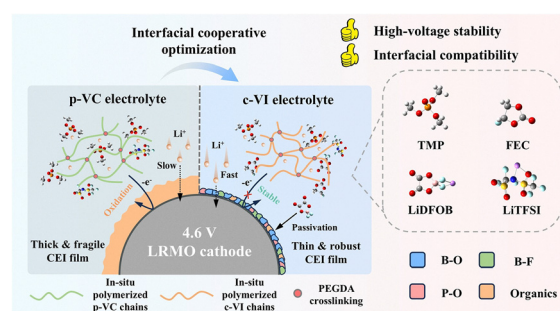 Interfacial cooperative
optimization
High-voltage stability
Interfacial compatibility
p-VC electrolyte
c-VI electrolyte
Li⁺
Slow
Li⁺
Fast
-e⁻
Oxidation
-e⁻
Stable
Passivation
4.6 V
LRMO cathode
Thick & fragile
CEI film
Thin & robust
CEI film
TMP
FEC
LiDFOB
LiTFSI
B-O
B-F
P-O
Organics
In-situ
polymerized
p-VC chains
In-situ
polymerized
c-VI chains
PEGDA
crosslinking